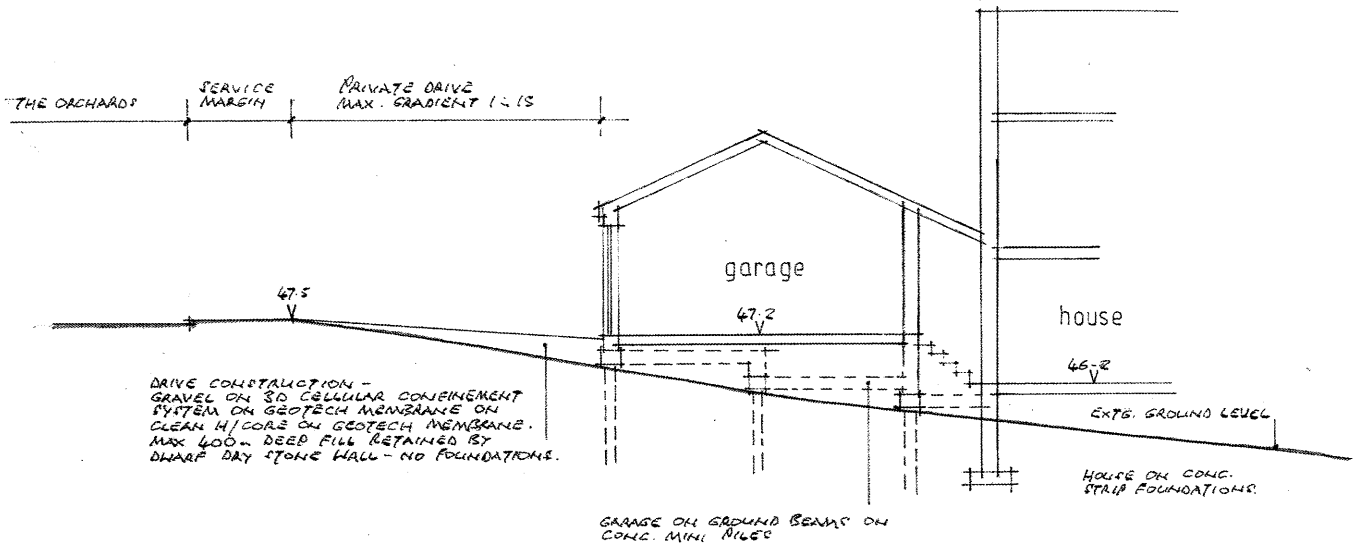 THE ORCHARDS
SERVICE
MARGIN
PRIVATE DRIVE
MAX. GRADIENT 1:15
garage
47.5
47.2
house
46.2
DRIVE CONSTRUCTION -
GRAVEL ON 3D CELLULAR CONFINEMENT
SYSTEM ON GEOTECH MEMBRANE ON
CLEAN H/CORE ON GEOTECH MEMBRANE.
MAX 400m DEEP FILL RETAINED BY
DWARF DRY STONE WALL - NO FOUNDATIONS.
EXTG. GROUND LEVEL
HOUSE ON CONC.
STRIP FOUNDATIONS.
GARAGE ON GROUND BEAMS ON
CONC. MINI PILES